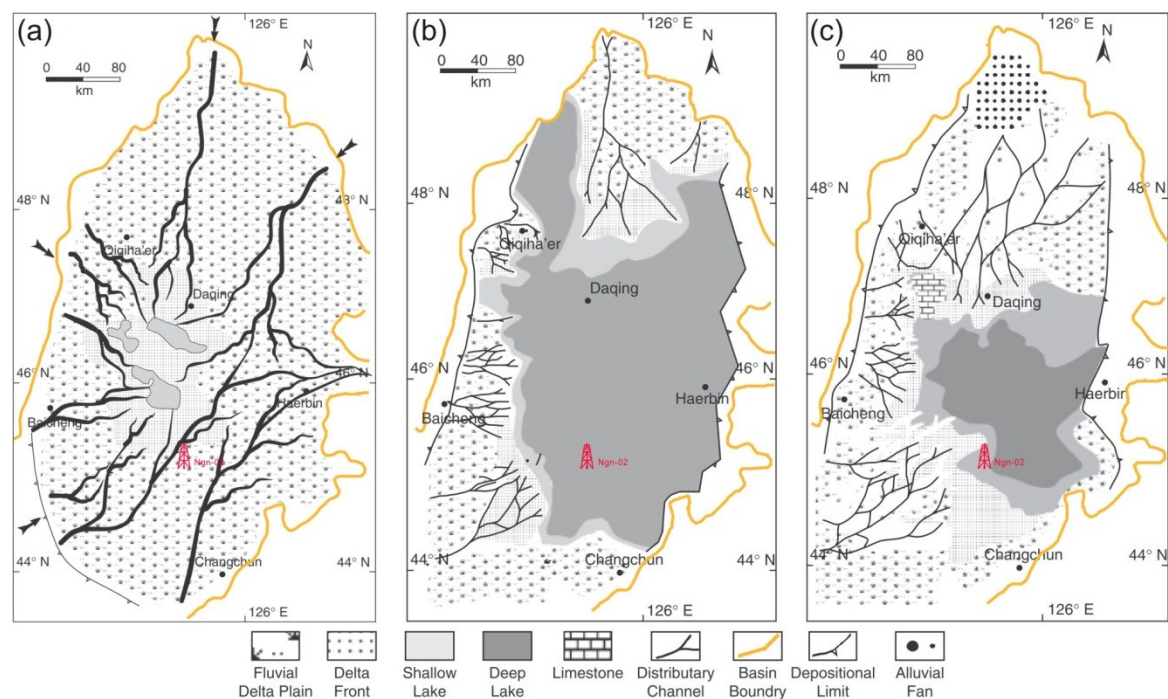 (a)
126° E
N
0 40 80
km
48° N
48° N
Qiqiha'er
Daqing
46° N
46° N
Baicheng
Haerbin
44° N
44° N
Changchun
126° E
(b)
126° E
N
0 40 80
km
48° N
48° N
Qiqiha'er
Daqing
46° N
46° N
Haerbin
Baicheng
Ngn-02
44° N
44° N
Changchun
126° E
(c)
126° E
N
0 40 80
km
48° N
48° N
Qiqiha'er
Daqing
46° N
46° N
Haerbin
Baicheng
Ngn-02
44° N
44° N
Changchun
126° E
Fluvial
Delta Plain
Delta
Front
Shallow
Lake
Deep
Lake
Limestone
Distributary
Channel
Basin
Boundry
Depositional
Limit
Alluvial
Fan